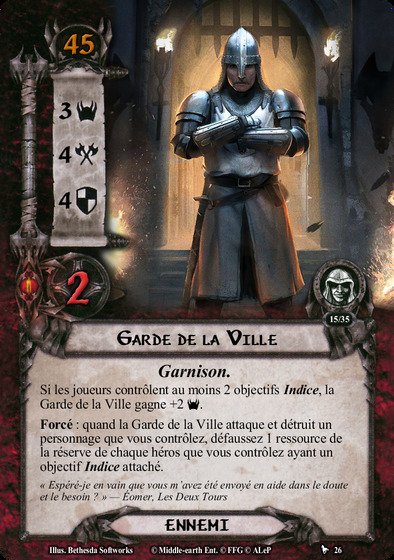 45
3
4
4
2
15/35
Garde de la Ville
Garnison.
Si les joueurs contrôlent au moins 2 objectifs Indice, la
Garde de la Ville gagne +2 .
Forcé : quand la Garde de la Ville attaque et détruit un
personnage que vous contrôlez, défaussez 1 ressource de
la réserve de chaque héros que vous contrôlez ayant un
objectif Indice attaché.
« Espéré-je en vain que vous m'avez été envoyé en aide dans le doute
et le besoin ? » — Éomer, Les Deux Tours
ENNEMI
Illus. Bethesda Softworks © Middle-earth Ent. © FFG © ALeP 26